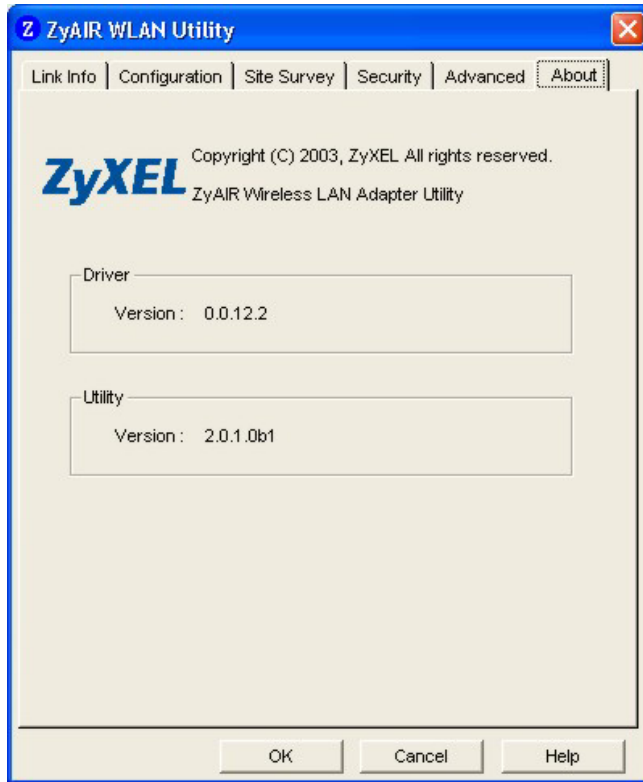 Z ZyAIR WLAN Utility
Link Info Configuration Site Survey Security Advanced About
ZyXEL
Copyright (C) 2003, ZyXEL All rights reserved.
ZyAIR Wireless LAN Adapter Utility
Driver
Version : 0.0.12.2
Utility
Version : 2.0.1.0b1
OK Cancel Help